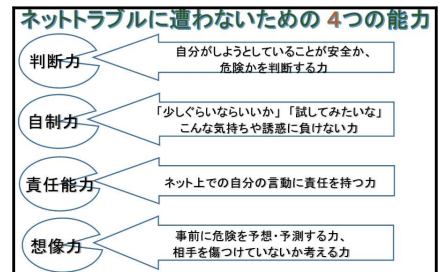 ネットトラブルに遭わないための 4つの能力
判断力
自分がしようとしていることが安全か、
危険かを判断する力
自制力
「少しぐらいならいいか」「試してみたいな」
こんな気持ちや誘惑に負けない力
責任能力
ネット上での自分の言動に責任を持つ力
想像力
事前に危険を予想・予測する力、
相手を傷つけていないか考える力